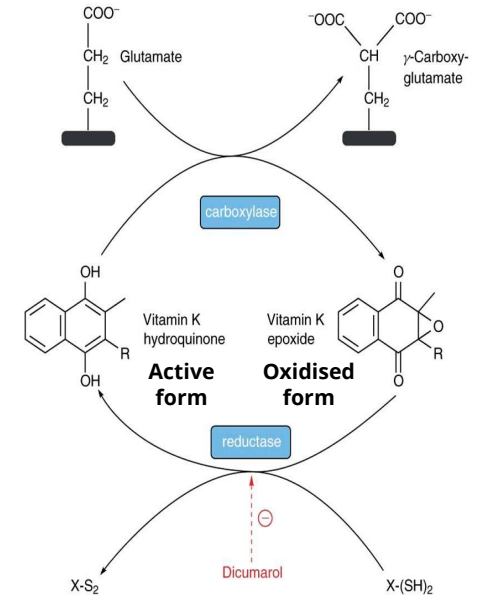 COO⁻
CH₂ Glutamate
CH₂
⁻OOC COO⁻
CH
γ-Carboxy-
glutamate
CH₂
carboxylase
OH
R
OH
Vitamin K
hydroquinone
Active
form
Vitamin K
epoxide
Oxidised
form
O
O
R
O
reductase
−
Dicumarol
X-S₂
X-(SH)₂